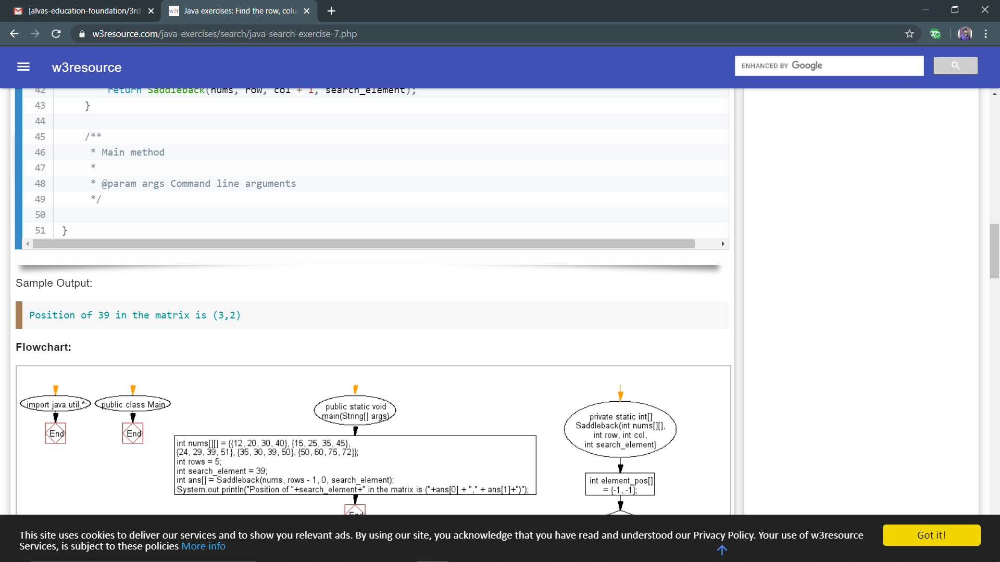 [alvas-education-foundation/3rd-
w3r Java exercises: Find the row, colu
w3resource.com/java-exercises/search/java-search-exercise-7.php
w3resource
ENHANCED BY Google
42 return Saddleback(nums, row, col + 1, search_element);
43 }
44
45 /**
46 * Main method
47 *
48 * @param args Command line arguments
49 */
50
51 }
Sample Output:
Position of 39 in the matrix is (3,2)
Flowchart:
import java.util.*;
End
public class Main
End
public static void
main(String[] args)
int nums[][] = {{12, 20, 30, 40}, {15, 25, 35, 45},
{24, 29, 39, 51}, {35, 30, 39, 50}, {50, 60, 75, 72}};
int rows = 5;
int search_element = 39;
int ans[] = Saddleback(nums, rows - 1, 0, search_element);
System.out.println("Position of "+search_element+" in the matrix is ("+ans[0] + "," + ans[1]+")");
End
private static int[]
Saddleback(int nums[][],
int row, int col,
int search_element)
int element_pos[]
= {-1, -1};
This site uses cookies to deliver our services and to show you relevant ads. By using our site, you acknowledge that you have read and understood our Privacy Policy. Your use of w3resource
Services, is subject to these policies More info
Got it!